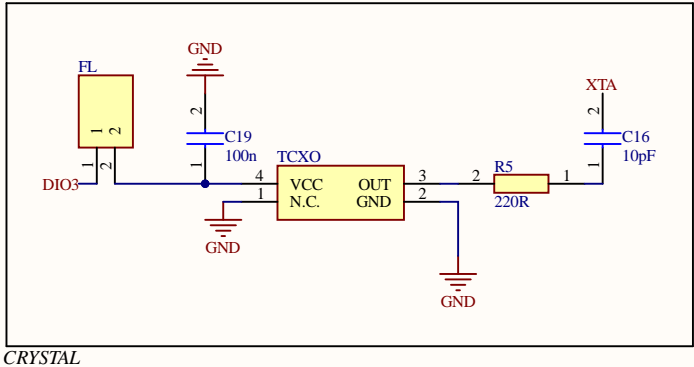 GND
FL
XTA
1 2
2
C19
100n
1
2
C16
10pF
1
TCXO
DIO3
1
2
4
VCC
OUT
3
2
R5
1
1
N.C.
GND
2
220R
GND
GND
CRYSTAL